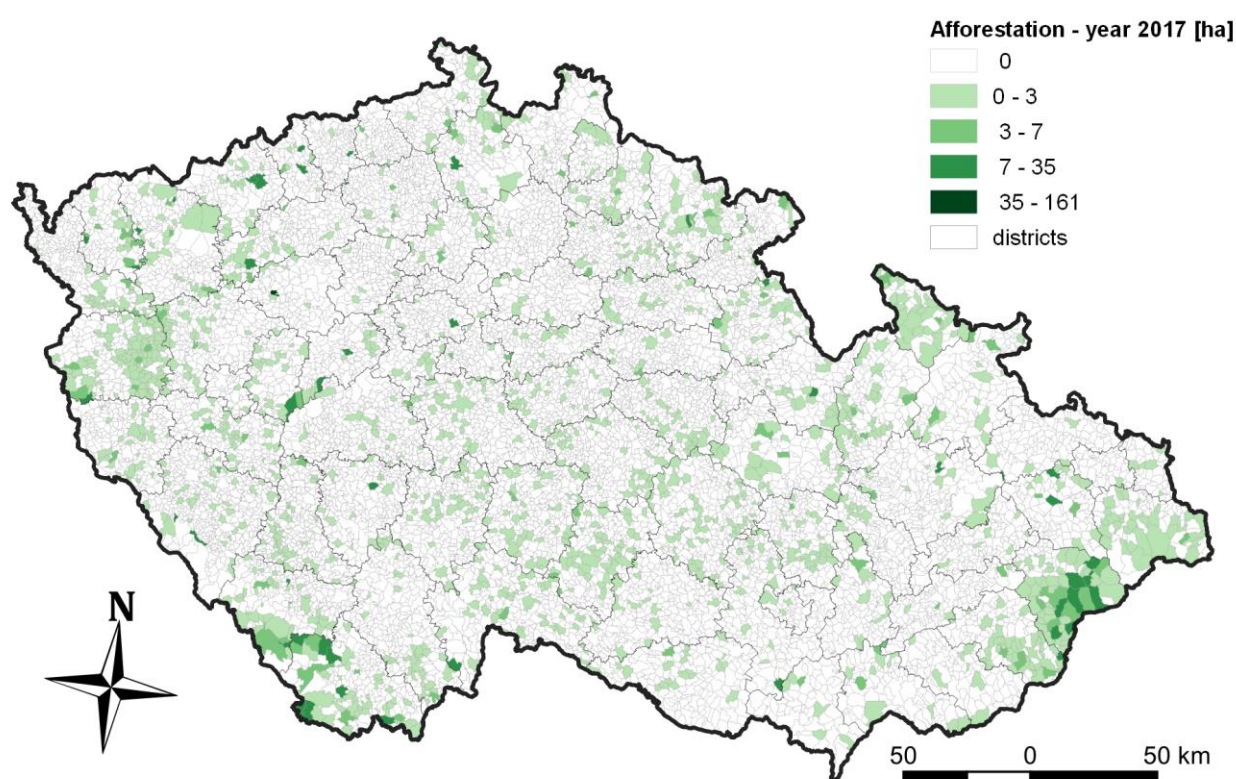 Afforestation - year 2017 [ha]
0
0 - 3
3 - 7
7 - 35
35 - 161
districts
N
50 0 50 km